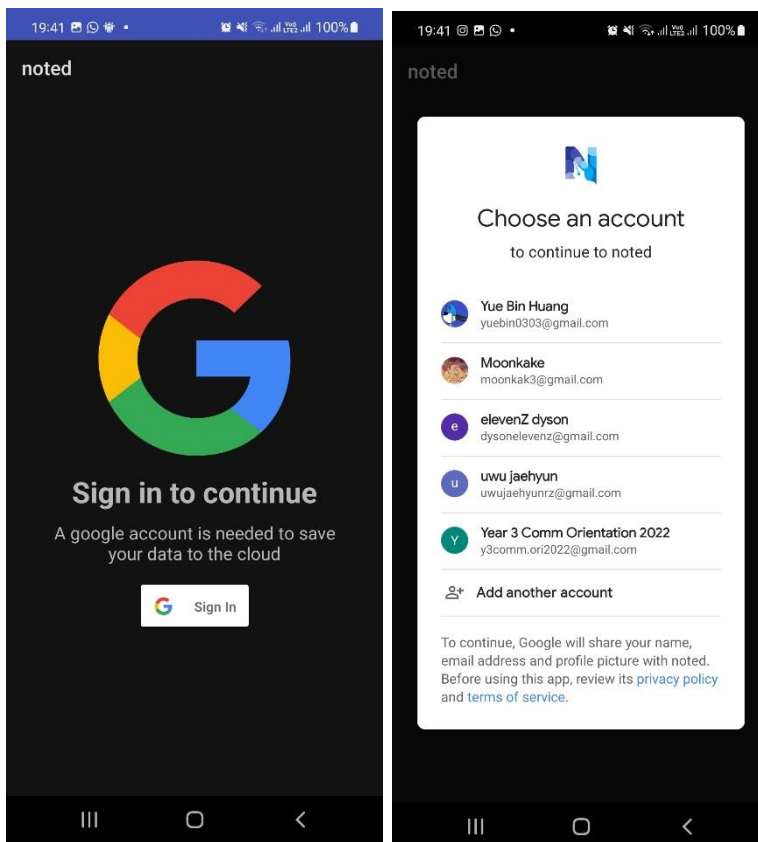 19:41
VoI) LTE2 100%
noted
Sign in to continue
A google account is needed to save
your data to the cloud
Sign In
19:41
VoI) LTE2 100%
noted
Choose an account
to continue to noted
Yue Bin Huang
yuebin0303@gmail.com
Moonkake
moonkak3@gmail.com
e
elevenZ dyson
dysonelevenz@gmail.com
u
uwu jaehyun
uwujaehyunrz@gmail.com
Y
Year 3 Comm Orientation 2022
y3comm.ori2022@gmail.com
Add another account
To continue, Google will share your name,
email address and profile picture with noted.
Before using this app, review its privacy policy
and terms of service.